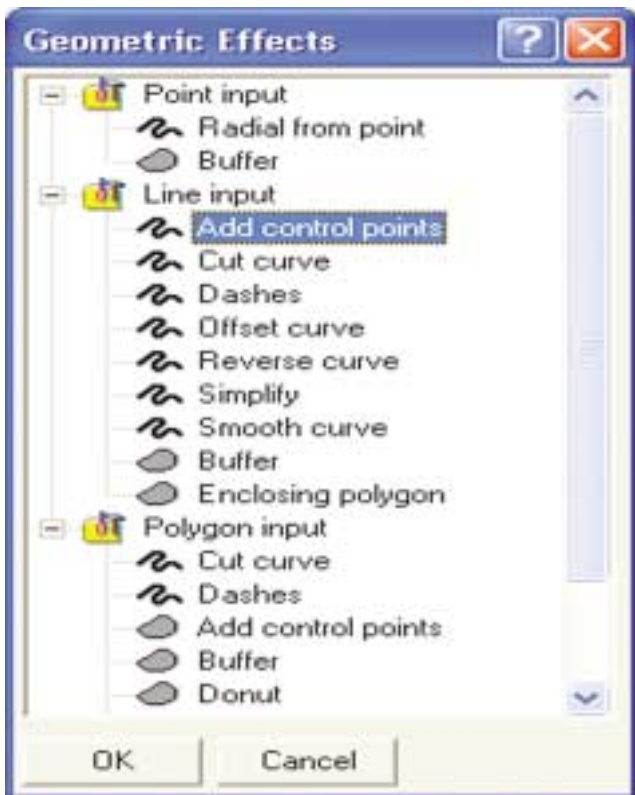 Geometric Effects
Point input
Radial from point
Buffer
Line input
Add control points
Cut curve
Dashes
Offset curve
Reverse curve
Simplify
Smooth curve
Buffer
Enclosing polygon
Polygon input
Cut curve
Dashes
Add control points
Buffer
Donut
OK Cancel